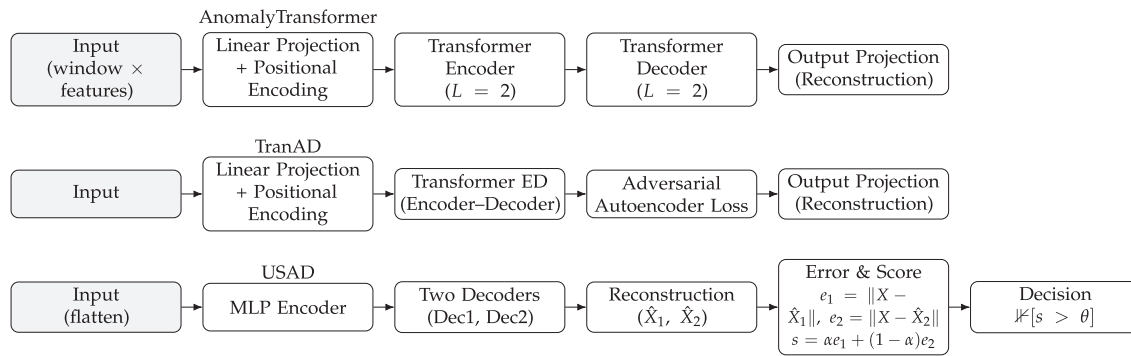 AnomalyTransformer
Input
(window ×
features)
Linear Projection
+ Positional
Encoding
Transformer
Encoder
(L = 2)
Transformer
Decoder
(L = 2)
Output Projection
(Reconstruction)
TranAD
Input
Linear Projection
+ Positional
Encoding
Transformer ED
(Encoder–Decoder)
Adversarial
Autoencoder Loss
Output Projection
(Reconstruction)
USAD
Input
(flatten)
MLP Encoder
Two Decoders
(Dec1, Dec2)
Reconstruction
(X̂₁, X̂₂)
Error & Score
e₁ = ‖X −
X̂₁‖, e₂ = ‖X − X̂₂‖
s = αe₁ + (1 − α)e₂
Decision
⊮[s > θ]